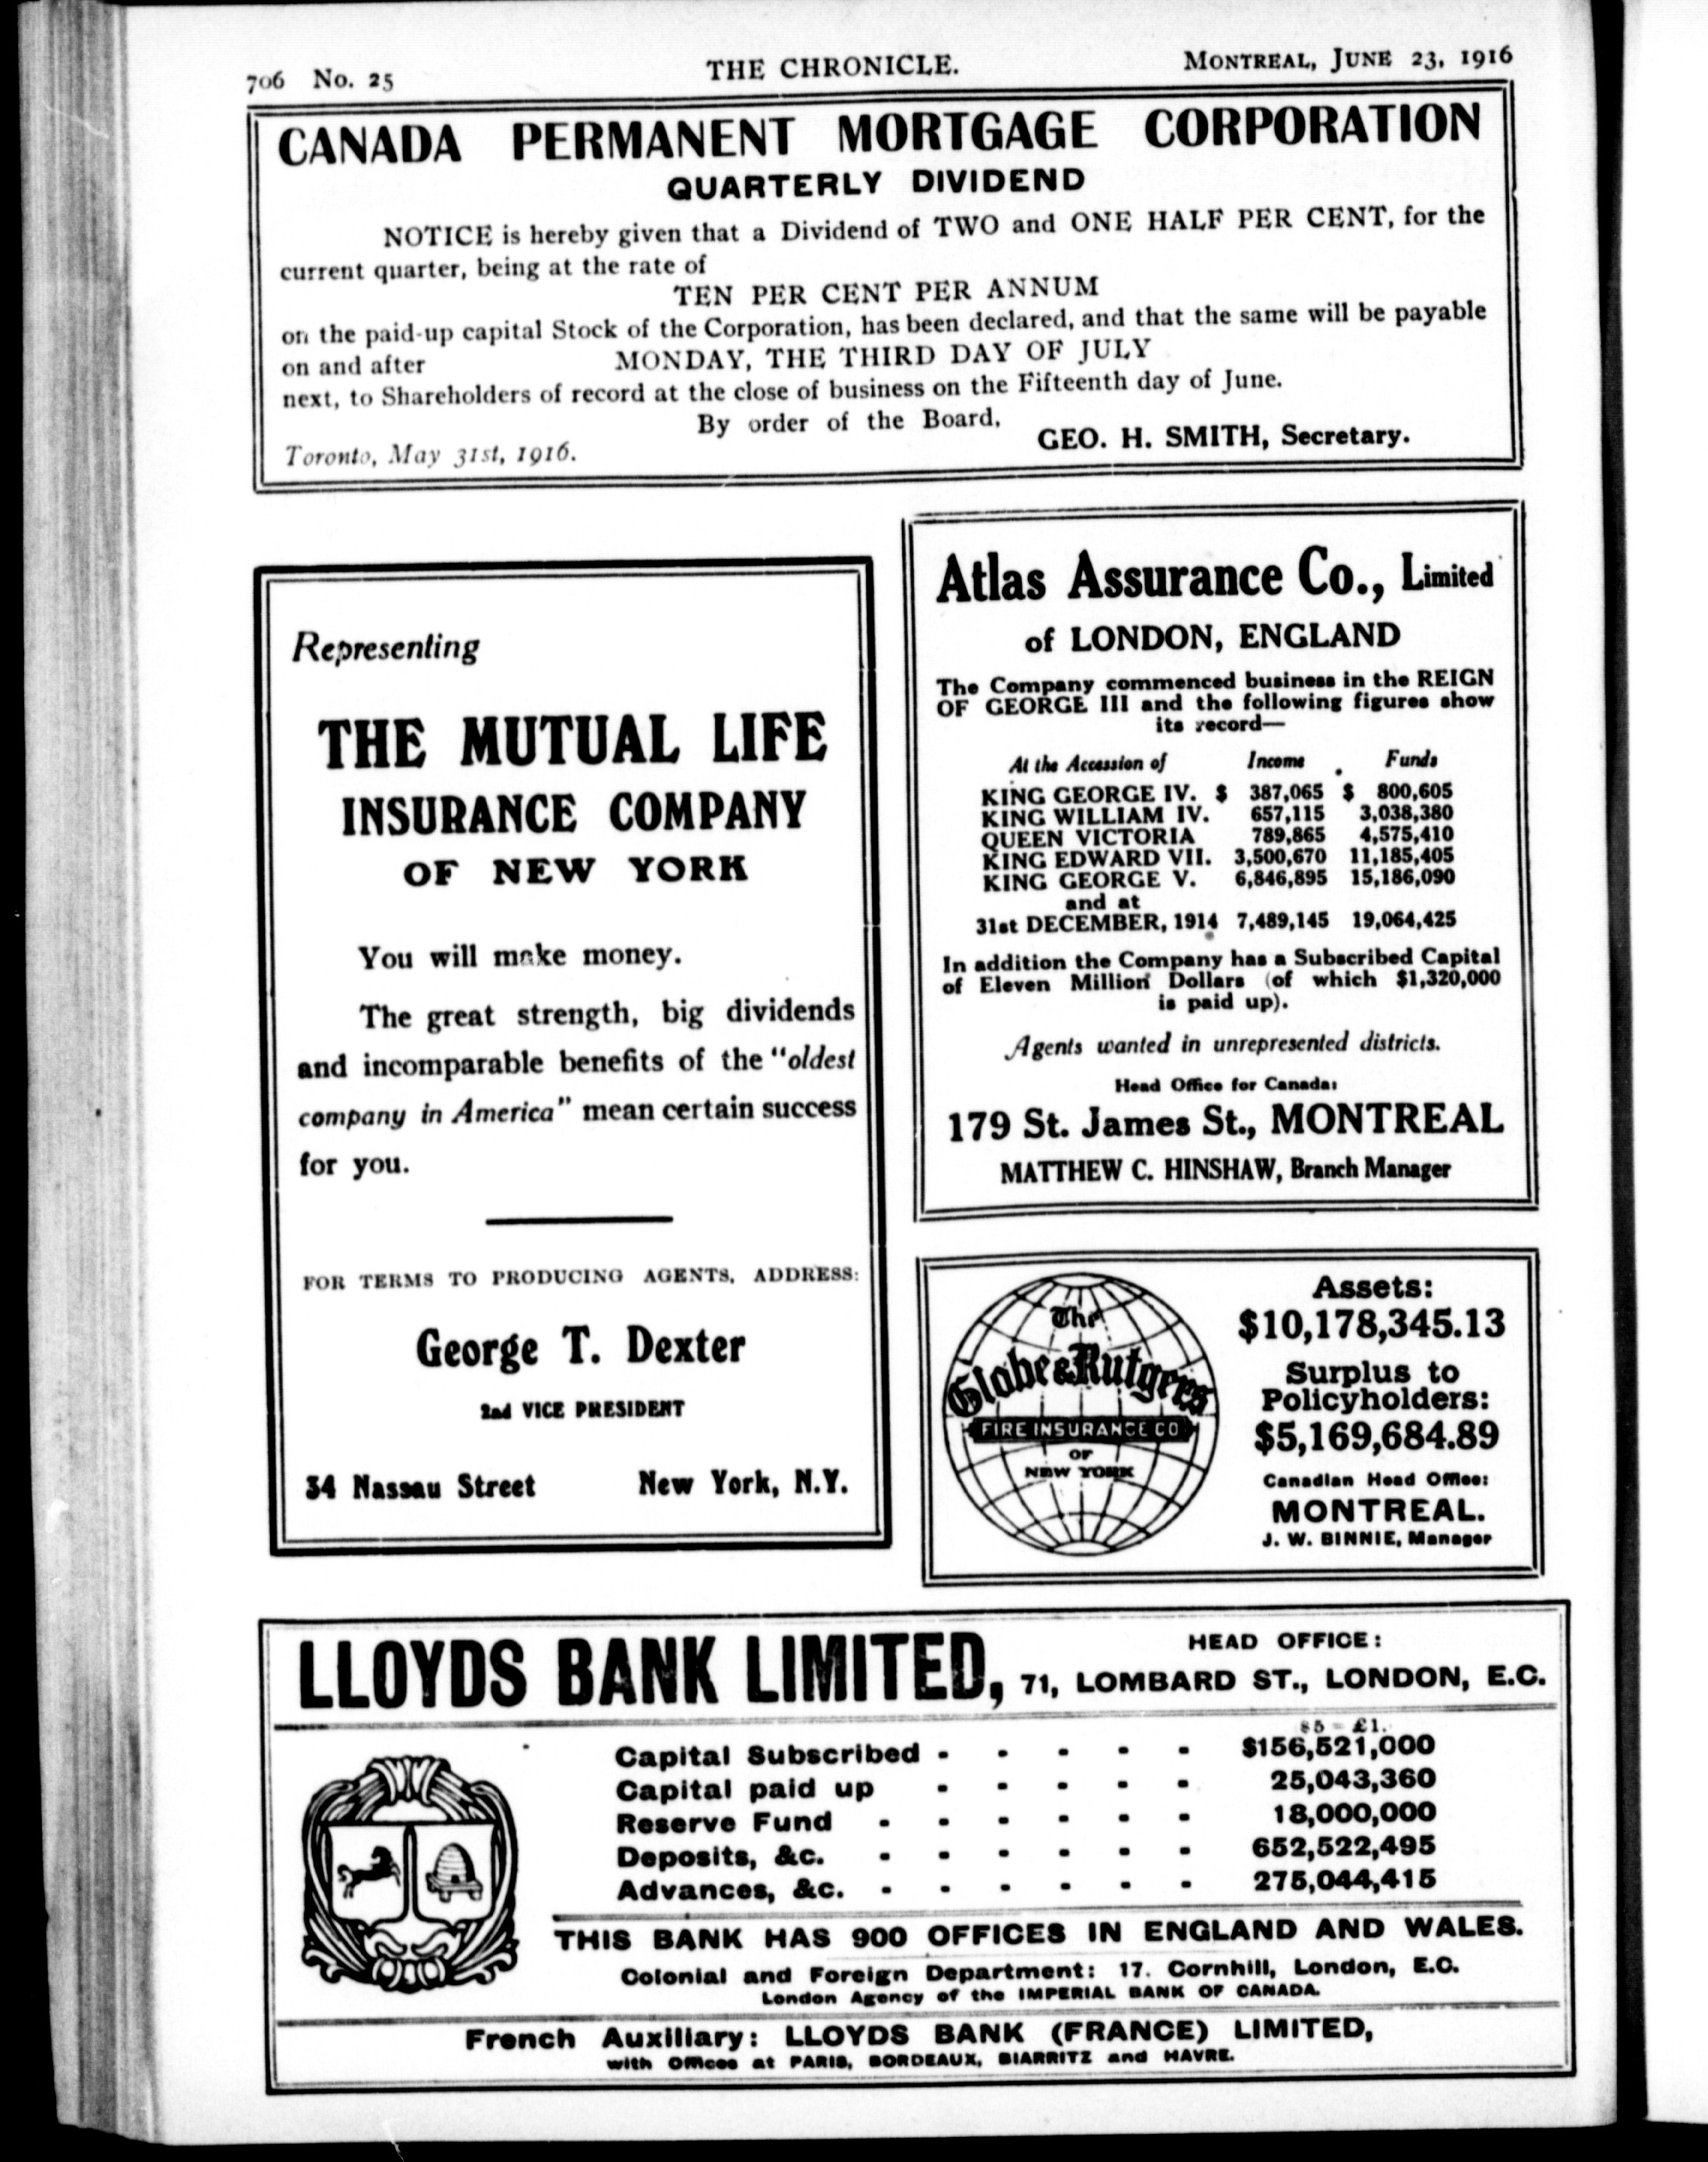 706 No. 25
THE CHRONICLE.
MONTREAL, JUNE 23, 1916
CANADA PERMANENT MORTGAGE CORPORATION
QUARTERLY DIVIDEND
NOTICE is hereby given that a Dividend of TWO and ONE HALF PER CENT, for the
current quarter, being at the rate of
TEN PER CENT PER ANNUM
on the paid-up capital Stock of the Corporation, has been declared, and that the same will be payable
on and after MONDAY, THE THIRD DAY OF JULY
next, to Shareholders of record at the close of business on the Fifteenth day of June.
By order of the Board,
Toronto, May 31st, 1916.
GEO. H. SMITH, Secretary.
Representing
THE MUTUAL LIFE
INSURANCE COMPANY
OF NEW YORK
You will make money.
The great strength, big dividends
and incomparable benefits of the "oldest
company in America" mean certain success
for you.
FOR TERMS TO PRODUCING AGENTS, ADDRESS:
George T. Dexter
2nd VICE PRESIDENT
34 Nassau Street New York, N.Y.
Atlas Assurance Co., Limited
of LONDON, ENGLAND
The Company commenced business in the REIGN
OF GEORGE III and the following figures show
its record—
At the Accession of Income Funds
KING GEORGE IV. $ 387,065 $ 800,605
KING WILLIAM IV. 657,115 3,038,380
QUEEN VICTORIA 789,865 4,575,410
KING EDWARD VII. 3,500,670 11,185,405
KING GEORGE V. 6,846,895 15,186,090
and at
31st DECEMBER, 1914 7,489,145 19,064,425
In addition the Company has a Subscribed Capital
of Eleven Million Dollars (of which $1,320,000
is paid up).
Agents wanted in unrepresented districts.
Head Office for Canada:
179 St. James St., MONTREAL
MATTHEW C. HINSHAW, Branch Manager
The
Globe & Rutgers
FIRE INSURANCE CO
OF
NEW YORK
Assets:
$10,178,345.13
Surplus to
Policyholders:
$5,169,684.89
Canadian Head Office:
MONTREAL.
J. W. BINNIE, Manager
LLOYDS BANK LIMITED,
HEAD OFFICE:
71, LOMBARD ST., LONDON, E.C.
$5 = £1.
Capital Subscribed - - - - - $156,521,000
Capital paid up - - - - - 25,043,360
Reserve Fund - - - - - - 18,000,000
Deposits, &c. - - - - - - 652,522,495
Advances, &c. - - - - - - 275,044,415
THIS BANK HAS 900 OFFICES IN ENGLAND AND WALES.
Colonial and Foreign Department: 17. Cornhill, London, E.C.
London Agency of the IMPERIAL BANK OF CANADA.
French Auxiliary: LLOYDS BANK (FRANCE) LIMITED,
with Offices at PARIS, BORDEAUX, BIARRITZ and HAVRE.